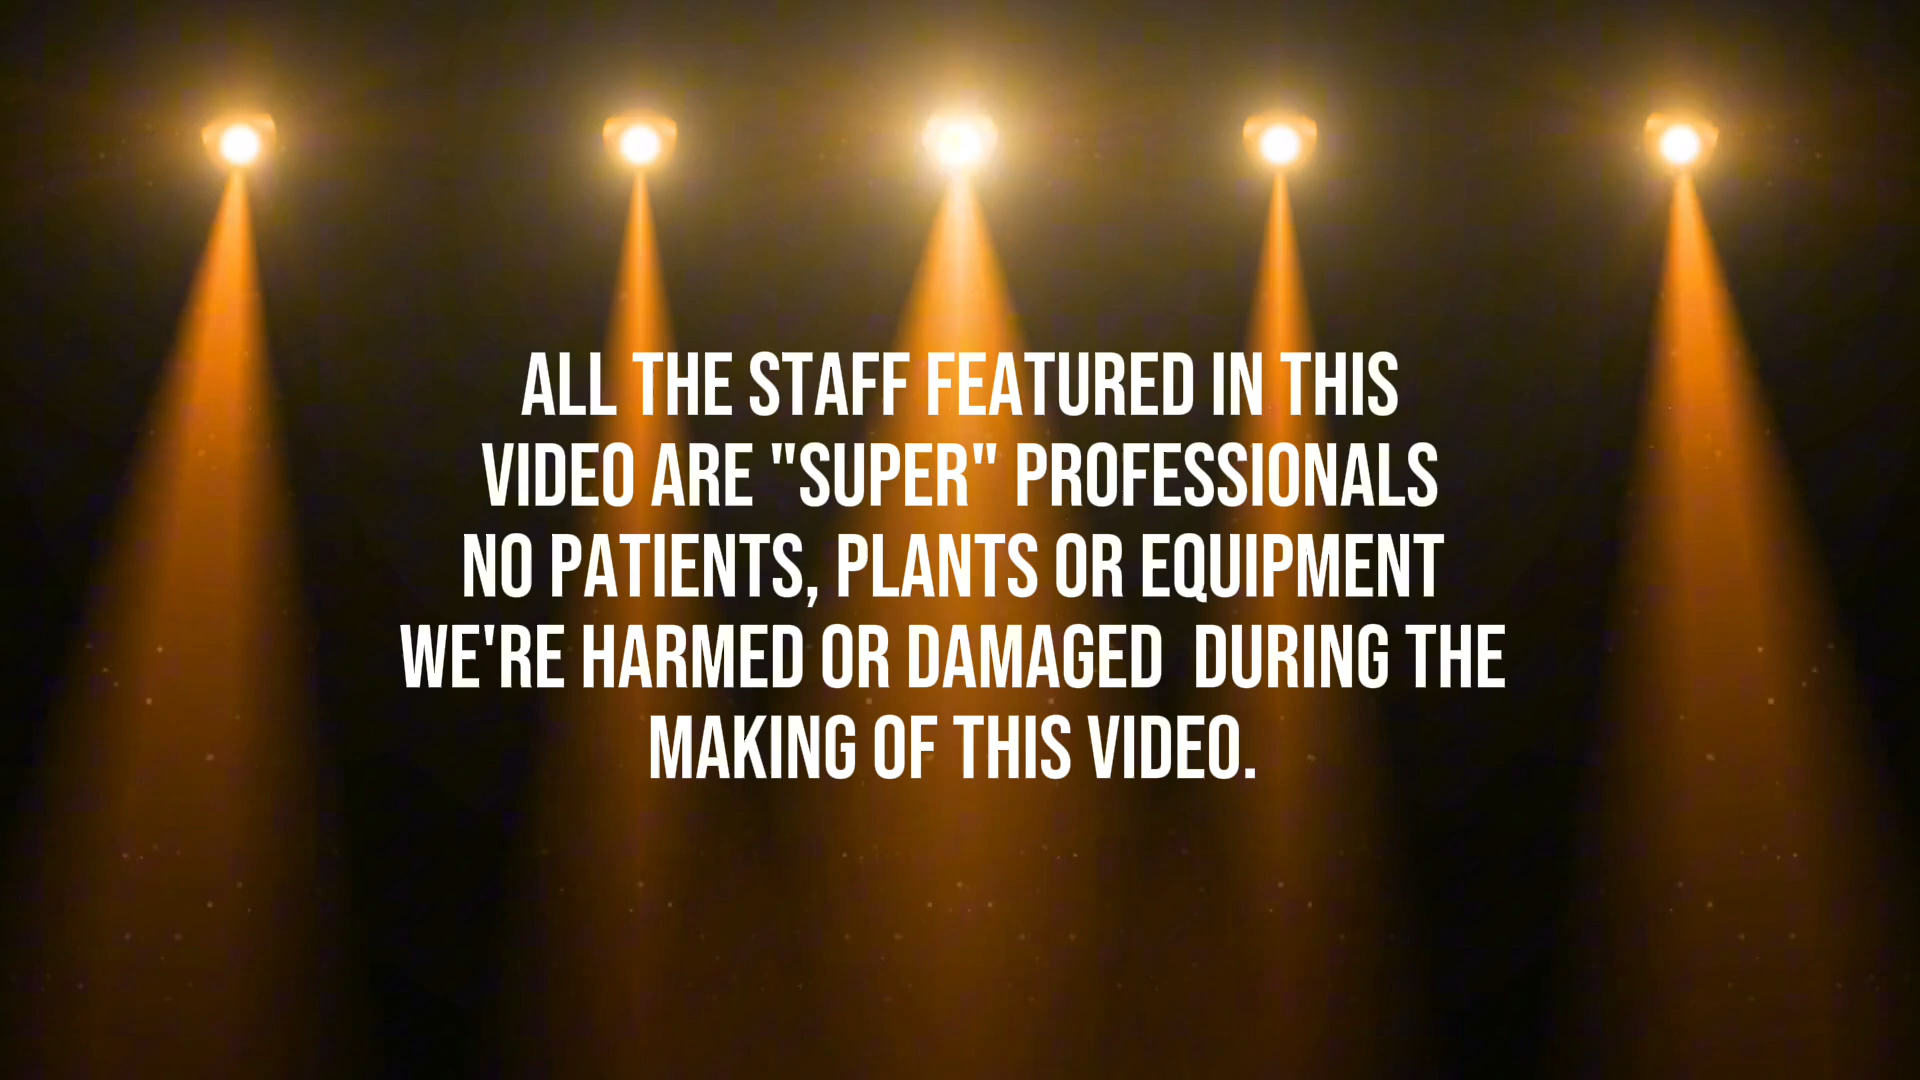 ALL THE STAFF FEATURED IN THIS
VIDEO ARE "SUPER" PROFESSIONALS
NO PATIENTS, PLANTS OR EQUIPMENT
WE'RE HARMED OR DAMAGED  DURING THE
MAKING OF THIS VIDEO.